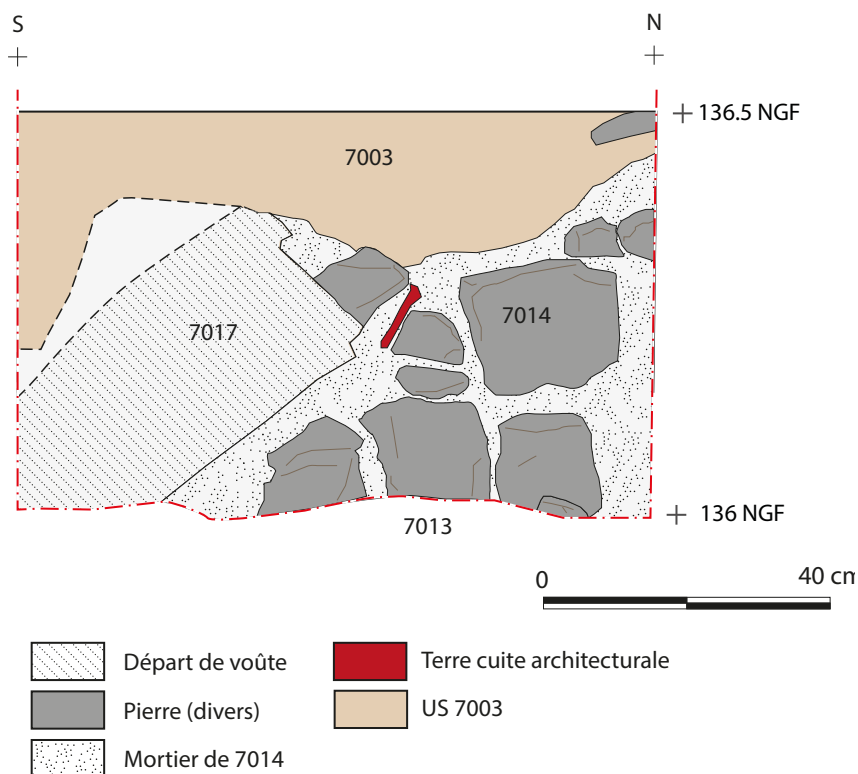 S N
136.5 NGF
7003
7017
7014
136 NGF
7013
0 40 cm
Départ de voûte
Terre cuite architecturale
Pierre (divers)
US 7003
Mortier de 7014